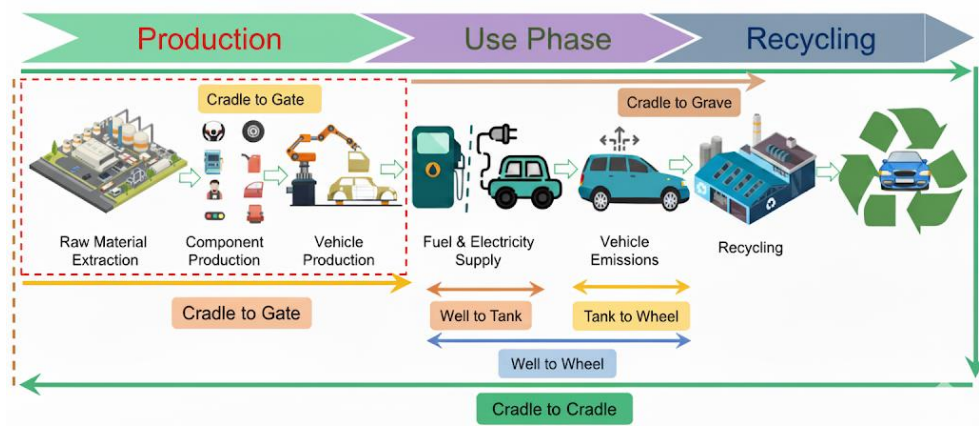 Production
Use Phase
Recycling
Cradle to Gate
Cradle to Grave
Raw Material
Extraction
Component
Production
Vehicle
Production
Fuel & Electricity
Supply
Vehicle
Emissions
Recycling
Cradle to Gate
Well to Tank
Tank to Wheel
Well to Wheel
Cradle to Cradle